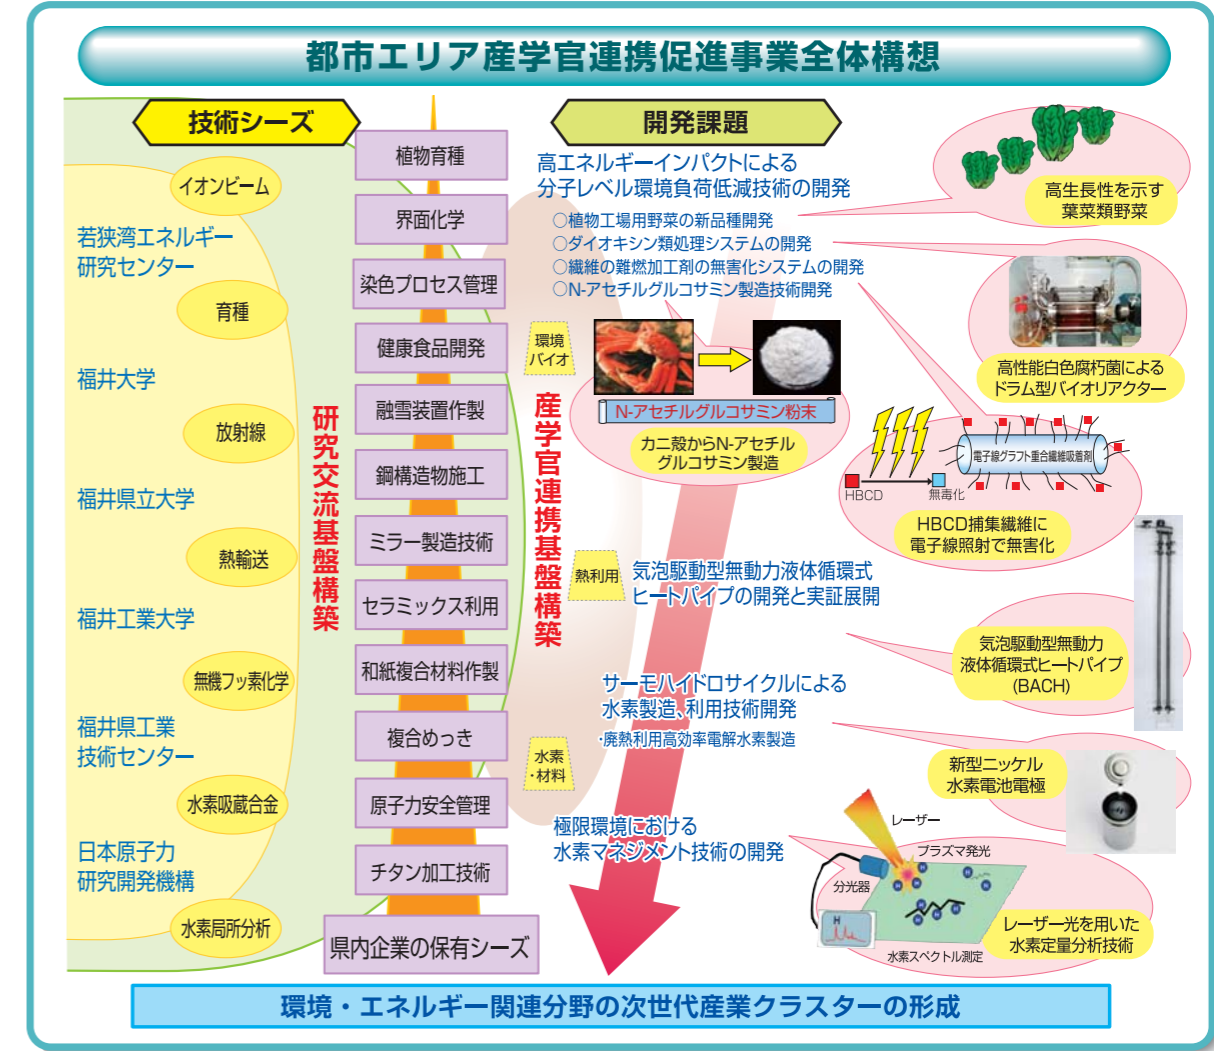 都市エリア産学官連携促進事業全体構想
技術シーズ
イオンビーム
若狭湾エネルギー
研究センター
育種
福井大学
放射線
福井県立大学
熱輸送
福井工業大学
無機フッ素化学
福井県工業
技術センター
水素吸蔵合金
日本原子力
研究開発機構
水素局所分析
研究交流基盤構築
植物育種
界面化学
染色プロセス管理
健康食品開発
融雪装置作製
鋼構造物施工
ミラー製造技術
セラミックス利用
和紙複合材料作製
複合めっき
原子力安全管理
チタン加工技術
県内企業の保有シーズ
産学官連携基盤構築
開発課題
高エネルギーインパクトによる
分子レベル環境負荷低減技術の開発
○植物工場用野菜の新品種開発
○ダイオキシン類処理システムの開発
○繊維の難燃加工剤の無害化システムの開発
○N-アセチルグルコサミン製造技術開発
環境
バイオ
N-アセチルグルコサミン粉末
カニ殻からN-アセチル
グルコサミン製造
熱利用
気泡駆動型無動力液体循環式
ヒートパイプの開発と実証展開
サーモハイドロサイクルによる
水素製造、利用技術開発
・廃熱利用高効率電解水素製造
水素
・材料
極限環境における
水素マネジメント技術の開発
高生長性を示す
葉菜類野菜
高性能白色腐朽菌による
ドラム型バイオリアクター
電子線グラフト重合繊維吸着剤
HBCD
無毒化
HBCD捕集繊維に
電子線照射で無害化
気泡駆動型無動力
液体循環式ヒートパイプ
(BACH)
新型ニッケル
水素電池電極
レーザー
プラズマ発光
分光器
H
H
H
H
H
H
H
H
H
H
水素スペクトル測定
レーザー光を用いた
水素定量分析技術
環境・エネルギー関連分野の次世代産業クラスターの形成